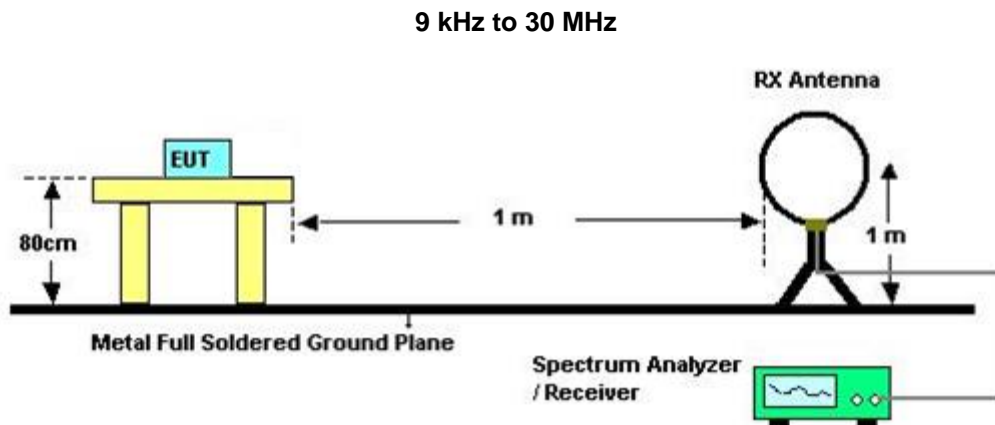 9 kHz to 30 MHz
RX Antenna
EUT
1 m
80cm
1 m
Metal Full Soldered Ground Plane
Spectrum Analyzer
/ Receiver